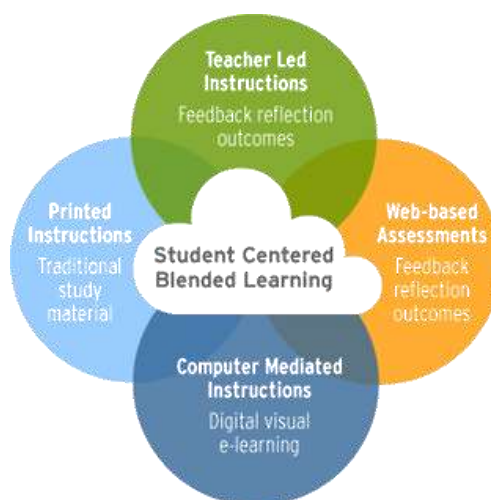 Teacher Led
Instructions
Feedback reflection
outcomes
Printed
Instructions
Traditional
study
material
Student Centered
Blended Learning
Web-based
Assessments
Feedback
reflection
outcomes
Computer Mediated
Instructions
Digital visual
e-learning